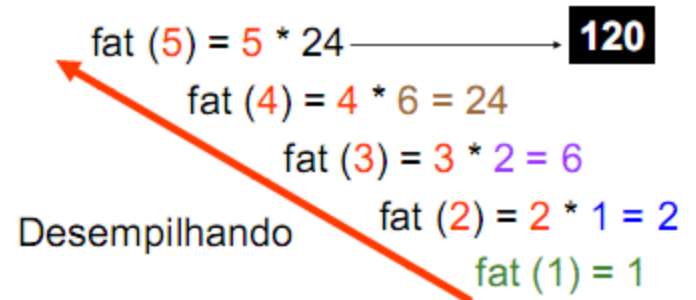 fat (5) = 5 * 24 120
fat (4) = 4 * 6 = 24
fat (3) = 3 * 2 = 6
fat (2) = 2 * 1 = 2
Desempilhando
fat (1) = 1